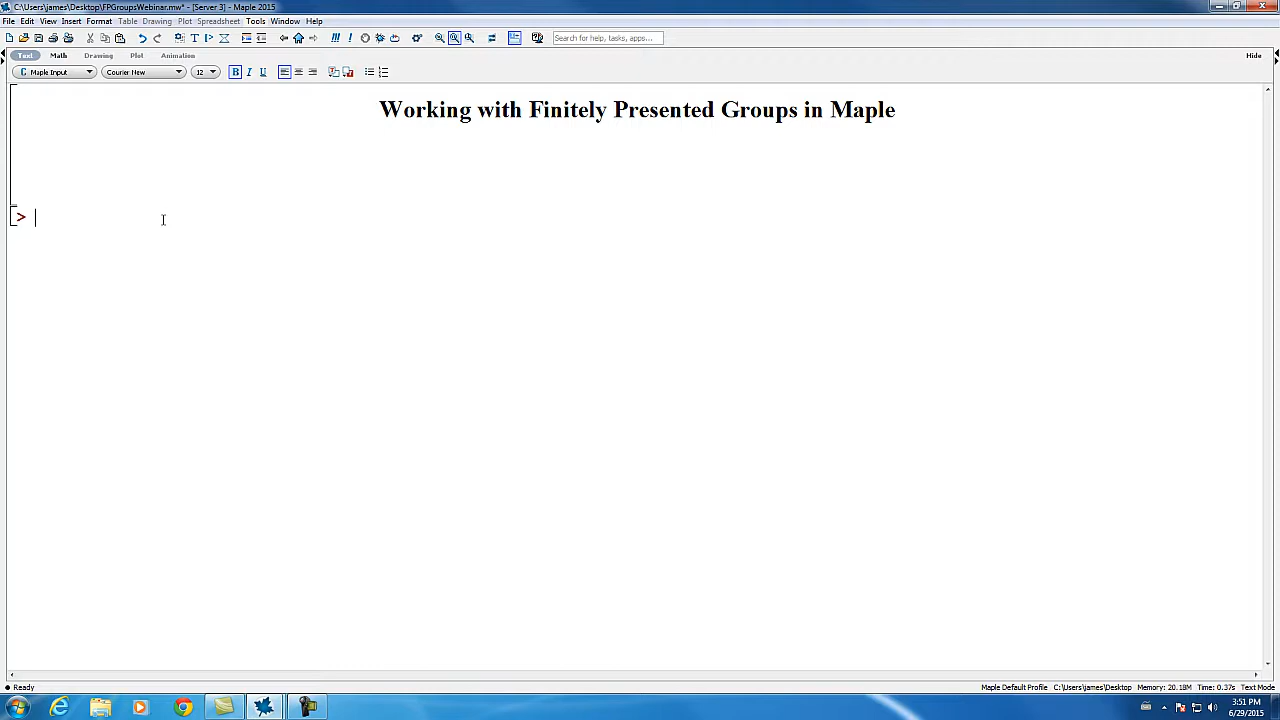 C:\Users\james\Desktop\FPGroupsWebinar.mw* - [Server 3] - Maple 2015
File Edit View Insert Format Table Drawing Plot Spreadsheet Tools Window Help
Search for help, tasks, apps...
Text Math Drawing Plot Animation Hide
C Maple Input Courier New 12 B I U
Working with Finitely Presented Groups in Maple
>
Ready Maple Default Profile C:\Users\james\Desktop Memory: 20.18M Time: 0.37s Text Mode
3:51 PM
6/29/2015